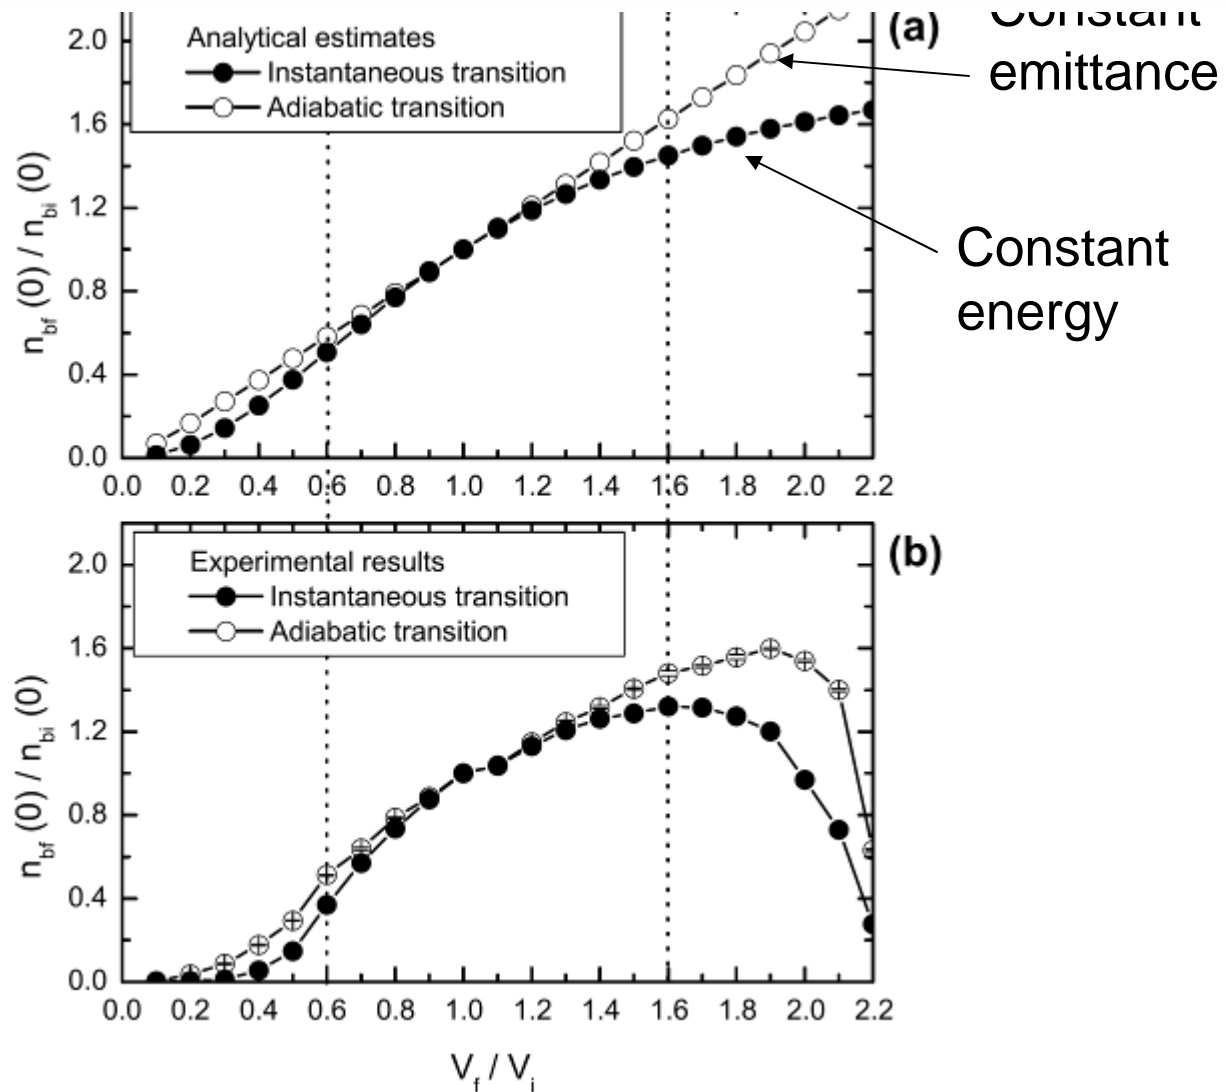 Analytical estimates
Instantaneous transition
Adiabatic transition
(a)
Constant
emittance
Constant
energy
n_bf (0) / n_bi (0)
2.0
1.6
1.2
0.8
0.4
0.0
0.0 0.2 0.4 0.6 0.8 1.0 1.2 1.4 1.6 1.8 2.0 2.2
Experimental results
Instantaneous transition
Adiabatic transition
(b)
n_bf (0) / n_bi (0)
2.0
1.6
1.2
0.8
0.4
0.0
0.0 0.2 0.4 0.6 0.8 1.0 1.2 1.4 1.6 1.8 2.0 2.2
V_f / V_i